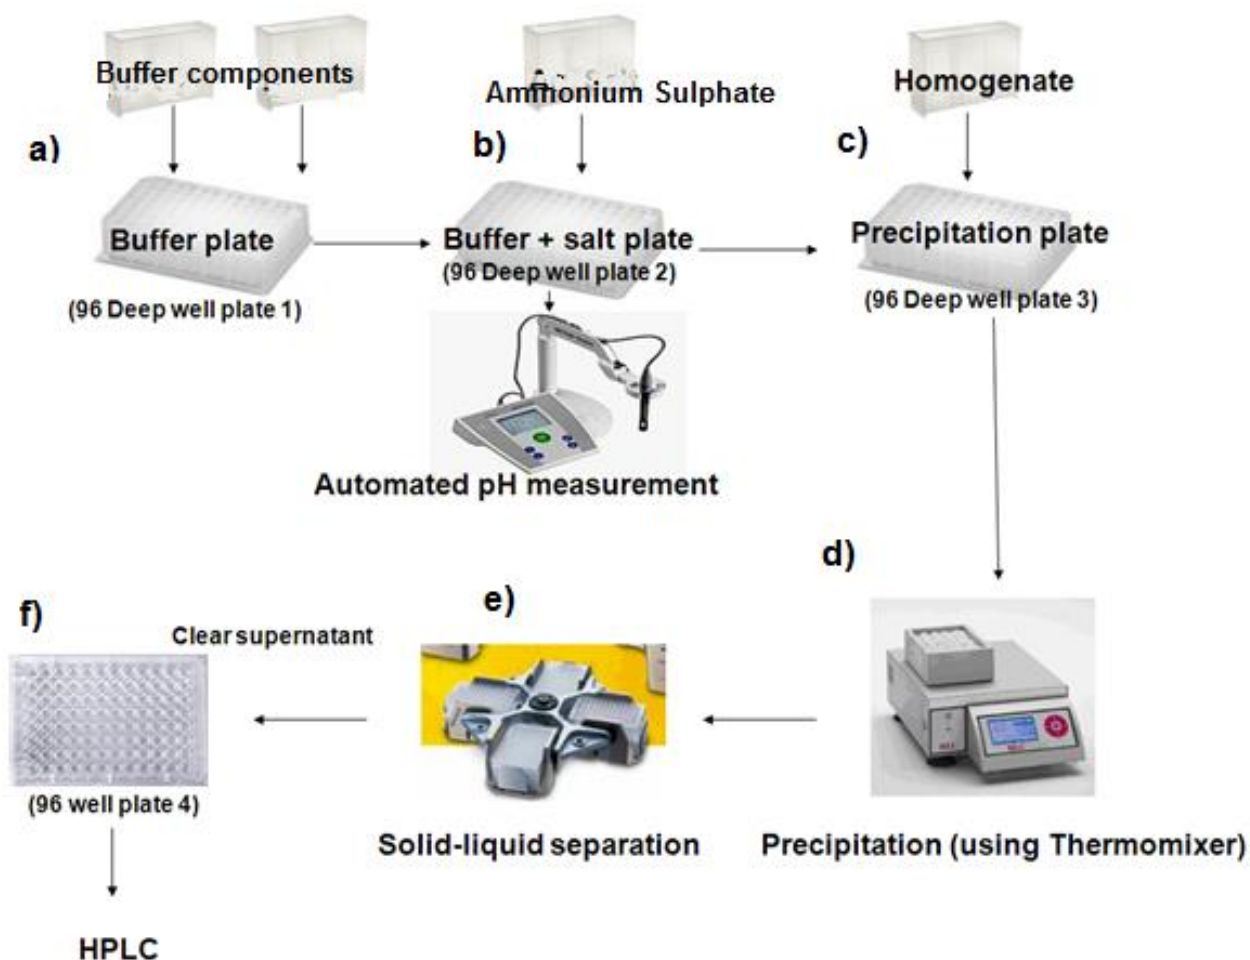 Buffer components
Ammonium Sulphate
Homogenate
a)
b)
c)
Buffer plate
(96 Deep well plate 1)
Buffer + salt plate
(96 Deep well plate 2)
Precipitation plate
(96 Deep well plate 3)
Automated pH measurement
d)
e)
f)
Clear supernatant
(96 well plate 4)
Solid-liquid separation
Precipitation (using Thermomixer)
HPLC